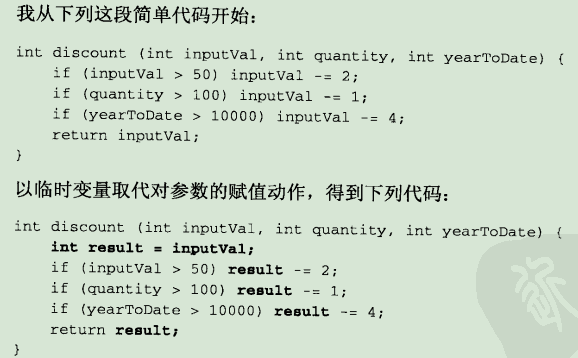 我从下列这段简单代码开始：
int discount (int inputVal, int quantity, int yearToDate) {
    if (inputVal > 50) inputVal -= 2;
    if (quantity > 100) inputVal -= 1;
    if (yearToDate > 10000) inputVal -= 4;
    return inputVal;
}
以临时变量取代对参数的赋值动作，得到下列代码：
int discount (int inputVal, int quantity, int yearToDate) {
    int result = inputVal;
    if (inputVal > 50) result -= 2;
    if (quantity > 100) result -= 1;
    if (yearToDate > 10000) result -= 4;
    return result;
}